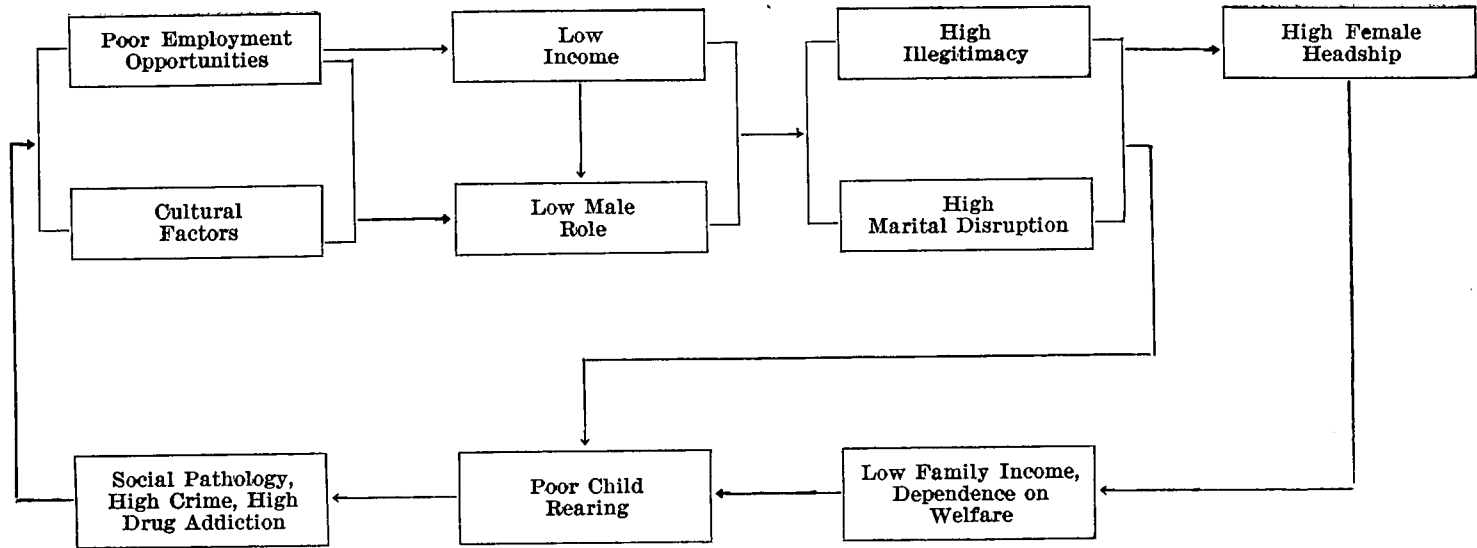 Poor Employment
Opportunities
Low
Income
High
Illegitimacy
High Female
Headship
Cultural
Factors
Low Male
Role
High
Marital Disruption
Social Pathology,
High Crime, High
Drug Addiction
Poor Child
Rearing
Low Family Income,
Dependence on
Welfare